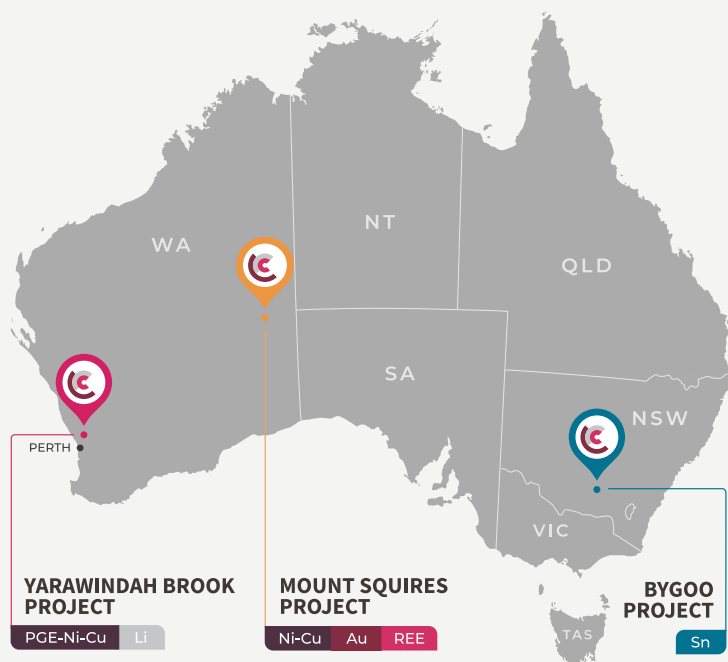 NT
WA
QLD
SA
NSW
PERTH
VIC
YARAWINDAH BROOK
PROJECT
PGE-Ni-Cu Li
MOUNT SQUIRES
PROJECT
Ni-Cu Au REE
BYGOO
PROJECT
Sn
TAS